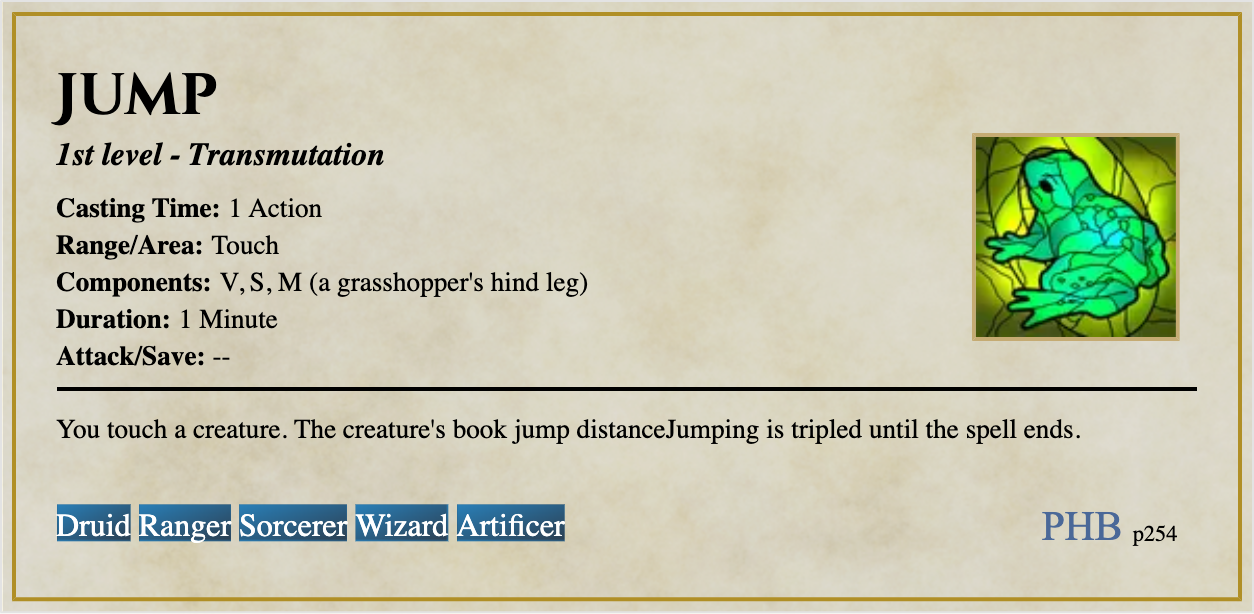 JUMP
1st level - Transmutation
Casting Time: 1 Action
Range/Area: Touch
Components: V, S, M (a grasshopper's hind leg)
Duration: 1 Minute
Attack/Save: --
You touch a creature. The creature's book jump distanceJumping is tripled until the spell ends.
Druid Ranger Sorcerer Wizard Artificer
PHB p254